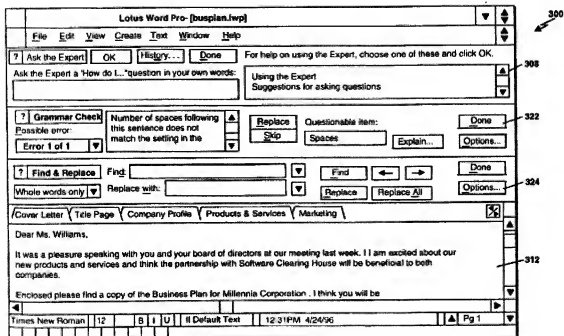 Lotus Word Pro- [busplan.lwp]
300
File Edit View Create Text Window Help
? Ask the Expert OK History... Done For help on using the Expert, choose one of these and click OK.
Ask the Expert a "How do I..."question in your own words:
Using the Expert
Suggestions for asking questions
308
? Grammar Check
Possible error:
Error 1 of 1
Number of spaces following
this sentence does not
match the setting in the
Replace
Skip
Questionable item:
Spaces
Explain...
Done
Options...
322
? Find & Replace Find: Find Done
Whole words only Replace with: Replace Replace All Options...
324
Cover Letter Title Page Company Profile Products & Services Marketing
Dear Ms. Williams,
It was a pleasure speaking with you and your board of directors at our meeting last week. I I am excited about our
new products and services and think the partnership with Software Clearing House will be beneficial to both
companies.
312
Enclosed please find a copy of the Business Plan for Millennia Corporation . I think you will be
Times New Roman 12 B I U Default Text 12:31PM 4/24/96 Pg 1